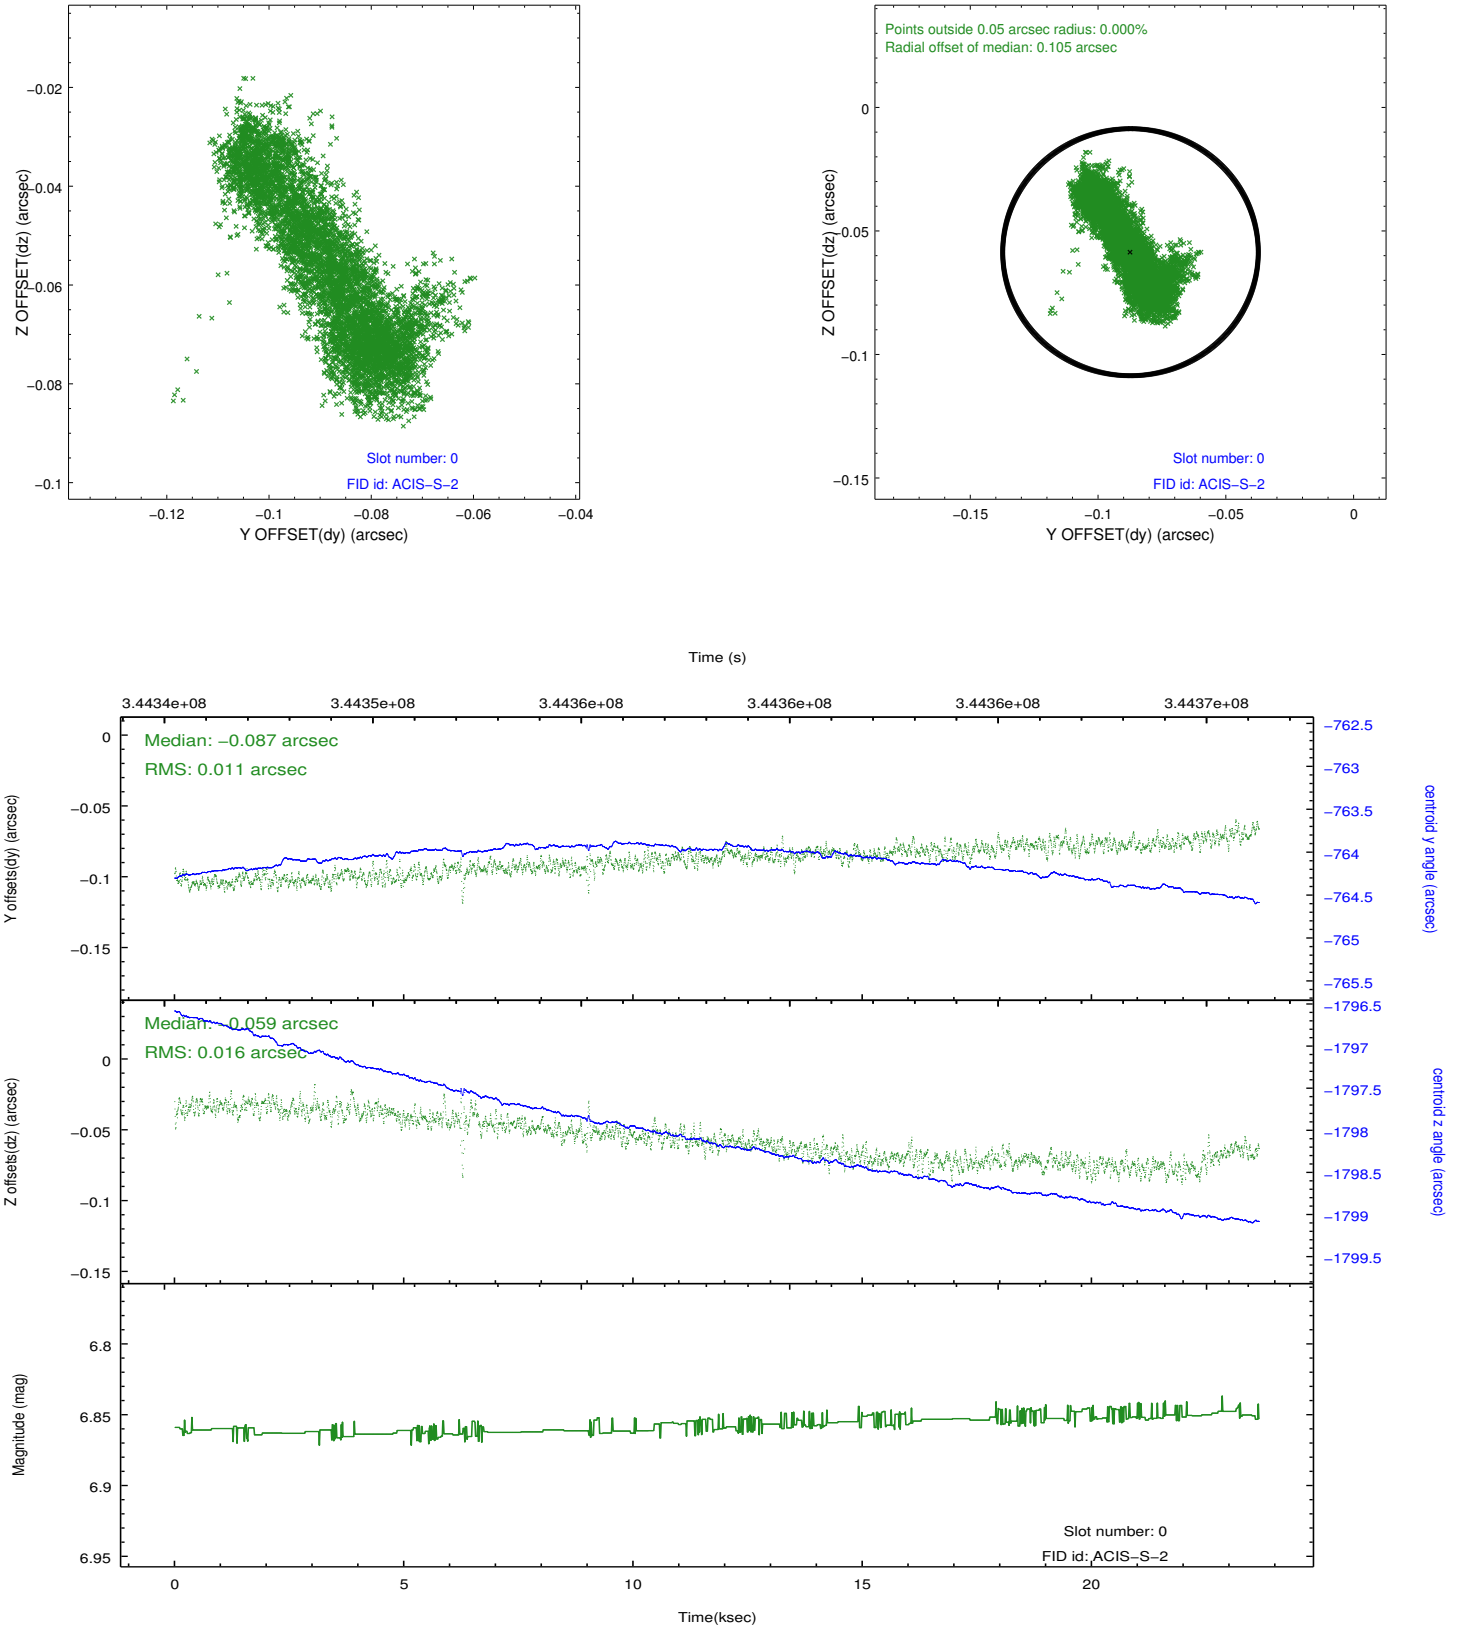 −0.02
−0.04
−0.06
−0.08
−0.1
Z OFFSET(dz) (arcsec)
Slot number: 0
FID id: ACIS−S−2
−0.12
−0.1
−0.08
−0.06
−0.04
Y OFFSET(dy) (arcsec)
Points outside 0.05 arcsec radius: 0.000%
Radial offset of median: 0.105 arcsec
0
−0.05
−0.1
−0.15
Z OFFSET(dz) (arcsec)
Slot number: 0
FID id: ACIS−S−2
−0.15
−0.1
−0.05
0
Y OFFSET(dy) (arcsec)
Time (s)
3.4434e+08
3.4435e+08
3.4436e+08
3.4436e+08
3.4436e+08
3.4437e+08
Median: −0.087 arcsec
RMS: 0.011 arcsec
0
−0.05
−0.1
−0.15
Y offsets(dy) (arcsec)
−762.5
−763
−763.5
−764
−764.5
−765
−765.5
centroid y angle (arcsec)
Median: −0.059 arcsec
RMS: 0.016 arcsec
0
−0.05
−0.1
−0.15
Z offsets(dz) (arcsec)
−1796.5
−1797
−1797.5
−1798
−1798.5
−1799
−1799.5
centroid z angle (arcsec)
6.8
6.85
6.9
6.95
Magnitude (mag)
Slot number: 0
FID id: ACIS−S−2
0
5
10
15
20
Time(ksec)